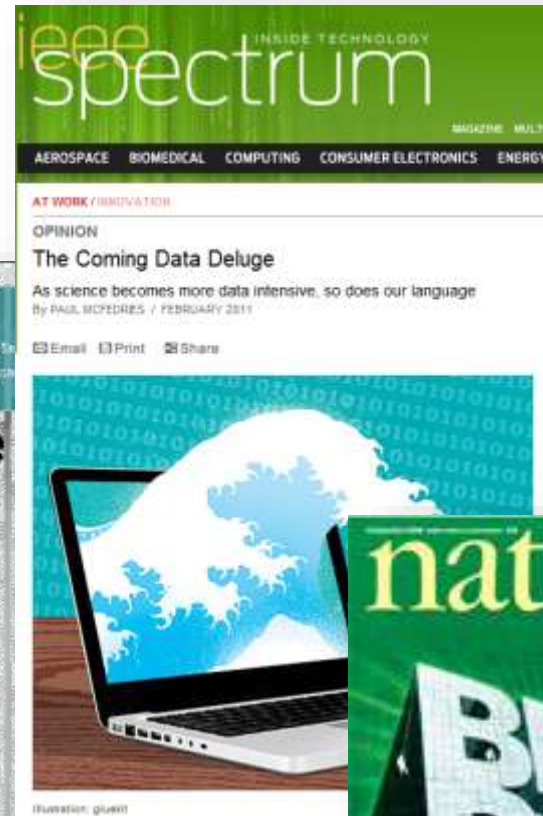 ieee
INSIDE TECHNOLOGY
spectrum
MAGAZINE
AEROSPACE BIOMEDICAL COMPUTING CONSUMER ELECTRONICS ENERGY
AT WORK / INNOVATION
OPINION
The Coming Data Deluge
As science becomes more data intensive, so does our language
By PAUL MCFEDRIES / FEBRUARY 2011
Email Print Share
Illustration: gluekit
nat